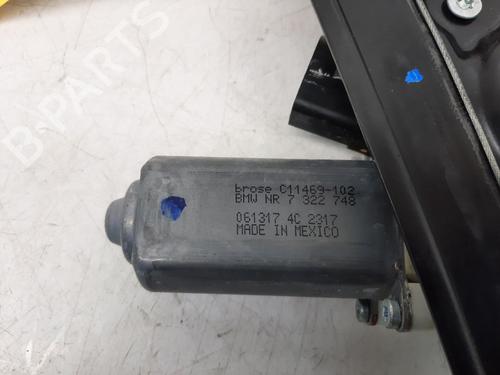 B-PARTS
brose C11469-102
BMW NR 7 322 748
061317 4C 2317
MADE IN MEXICO